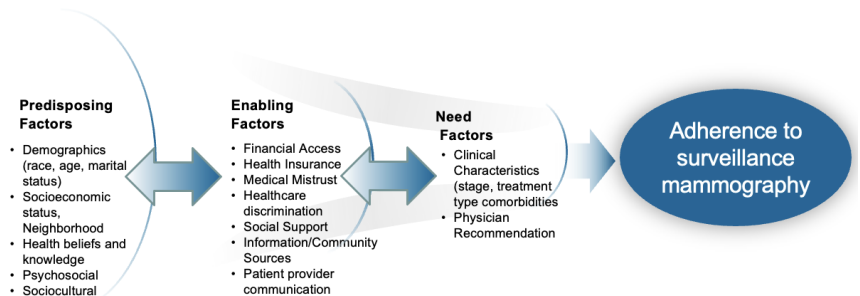 Predisposing
Factors
• Demographics
(race, age, marital
status)
• Socioeconomic
status,
Neighborhood
• Health beliefs and
knowledge
• Psychosocial
• Sociocultural
Enabling
Factors
• Financial Access
• Health Insurance
• Medical Mistrust
• Healthcare
discrimination
• Social Support
• Information/Community
Sources
• Patient provider
communication
Need
Factors
• Clinical
Characteristics
(stage, treatment
type comorbidities
• Physician
Recommendation
Adherence to
surveillance
mammography